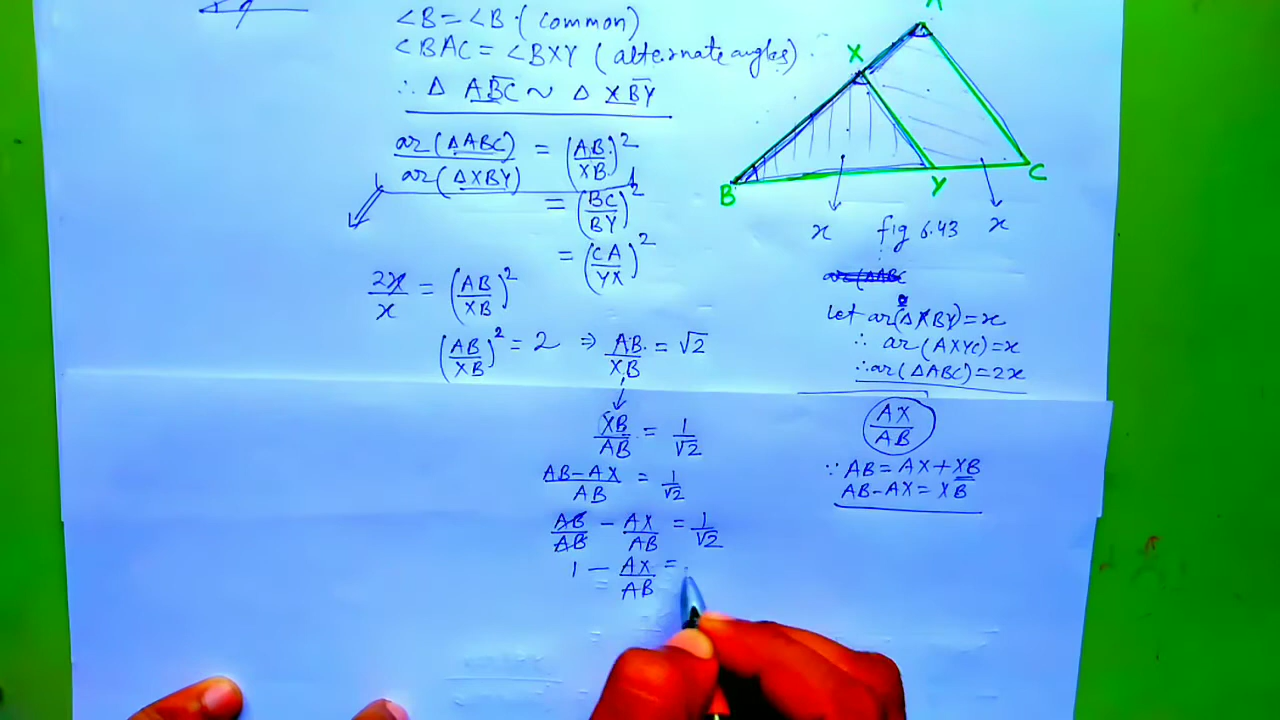 ∠B = ∠B (common)
∠BAC = ∠BXY (alternate angles)
∴ Δ ABC ~ Δ XBY
ar(ΔABC)/ar(ΔXBY) = (AB/XB)²
= (BC/BY)²
= (CA/YX)²
2x/x = (AB/XB)²
(AB/XB)² = 2 ⇒ AB/XB = √2
XB/AB = 1/√2
AB-AX/AB = 1/√2
AB/AB - AX/AB = 1/√2
1 - AX/AB =
A
X
B
Y
C
x fig 6.43 x
let ar(ΔXBY) = x
∴ ar(AXYC) = x
∴ ar(ΔABC) = 2x
AX/AB
∵ AB = AX + XB
AB - AX = XB